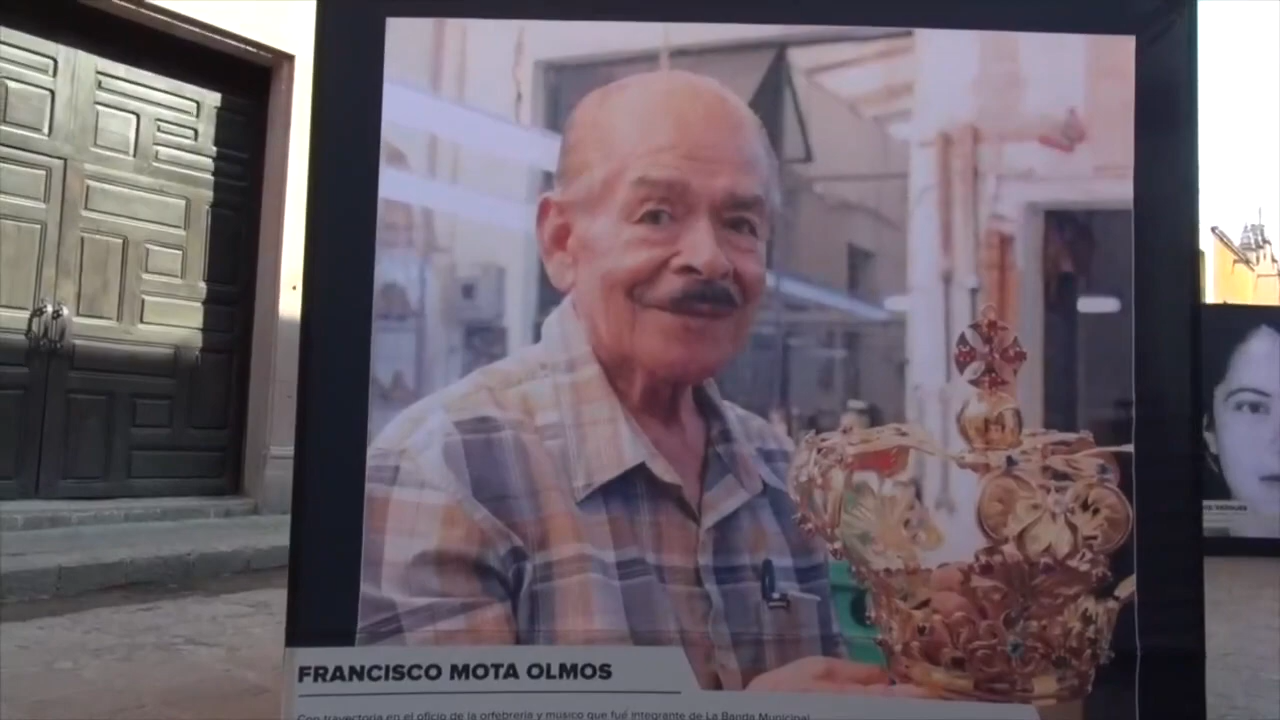 FRANCISCO MOTA OLMOS
Con trayectoria en el oficio de la orfebrería y músico que fué integrante de La Banda Municipal